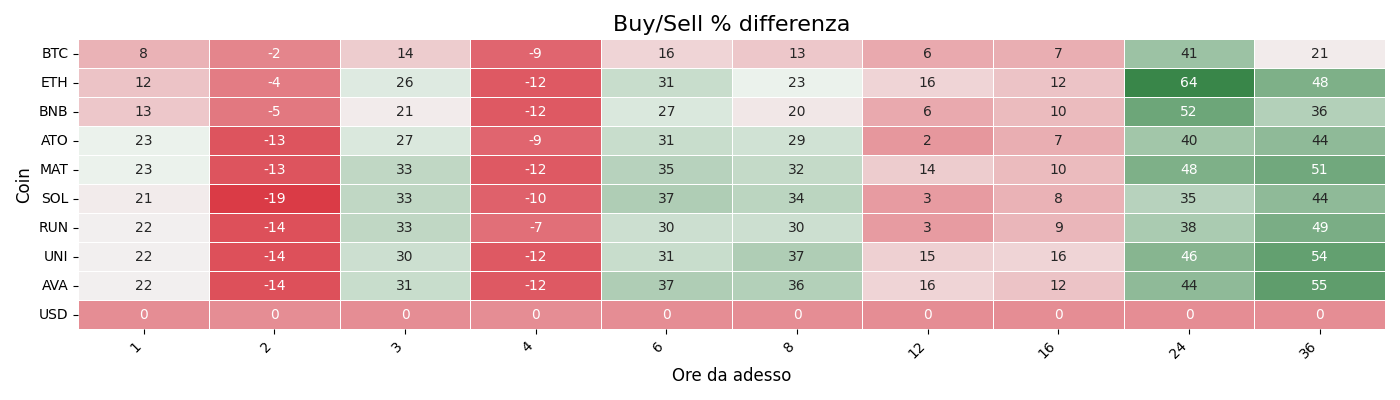 Buy/Sell % differenza
Coin
BTC 8 -2 14 -9 16 13 6 7 41 21
ETH 12 -4 26 -12 31 23 16 12 64 48
BNB 13 -5 21 -12 27 20 6 10 52 36
ATO 23 -13 27 -9 31 29 2 7 40 44
MAT 23 -13 33 -12 35 32 14 10 48 51
SOL 21 -19 33 -10 37 34 3 8 35 44
RUN 22 -14 33 -7 30 30 3 9 38 49
UNI 22 -14 30 -12 31 37 15 16 46 54
AVA 22 -14 31 -12 37 36 16 12 44 55
USD 0 0 0 0 0 0 0 0 0 0
1 2 3 4 6 8 12 16 24 36
Ore da adesso